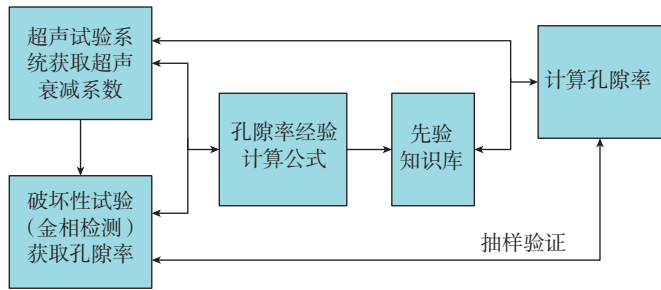 超声试验系
统获取超声
衰减系数
计算孔隙率
孔隙率经验
计算公式
先验
知识库
破坏性试验
（金相检测）
获取孔隙率
抽样验证